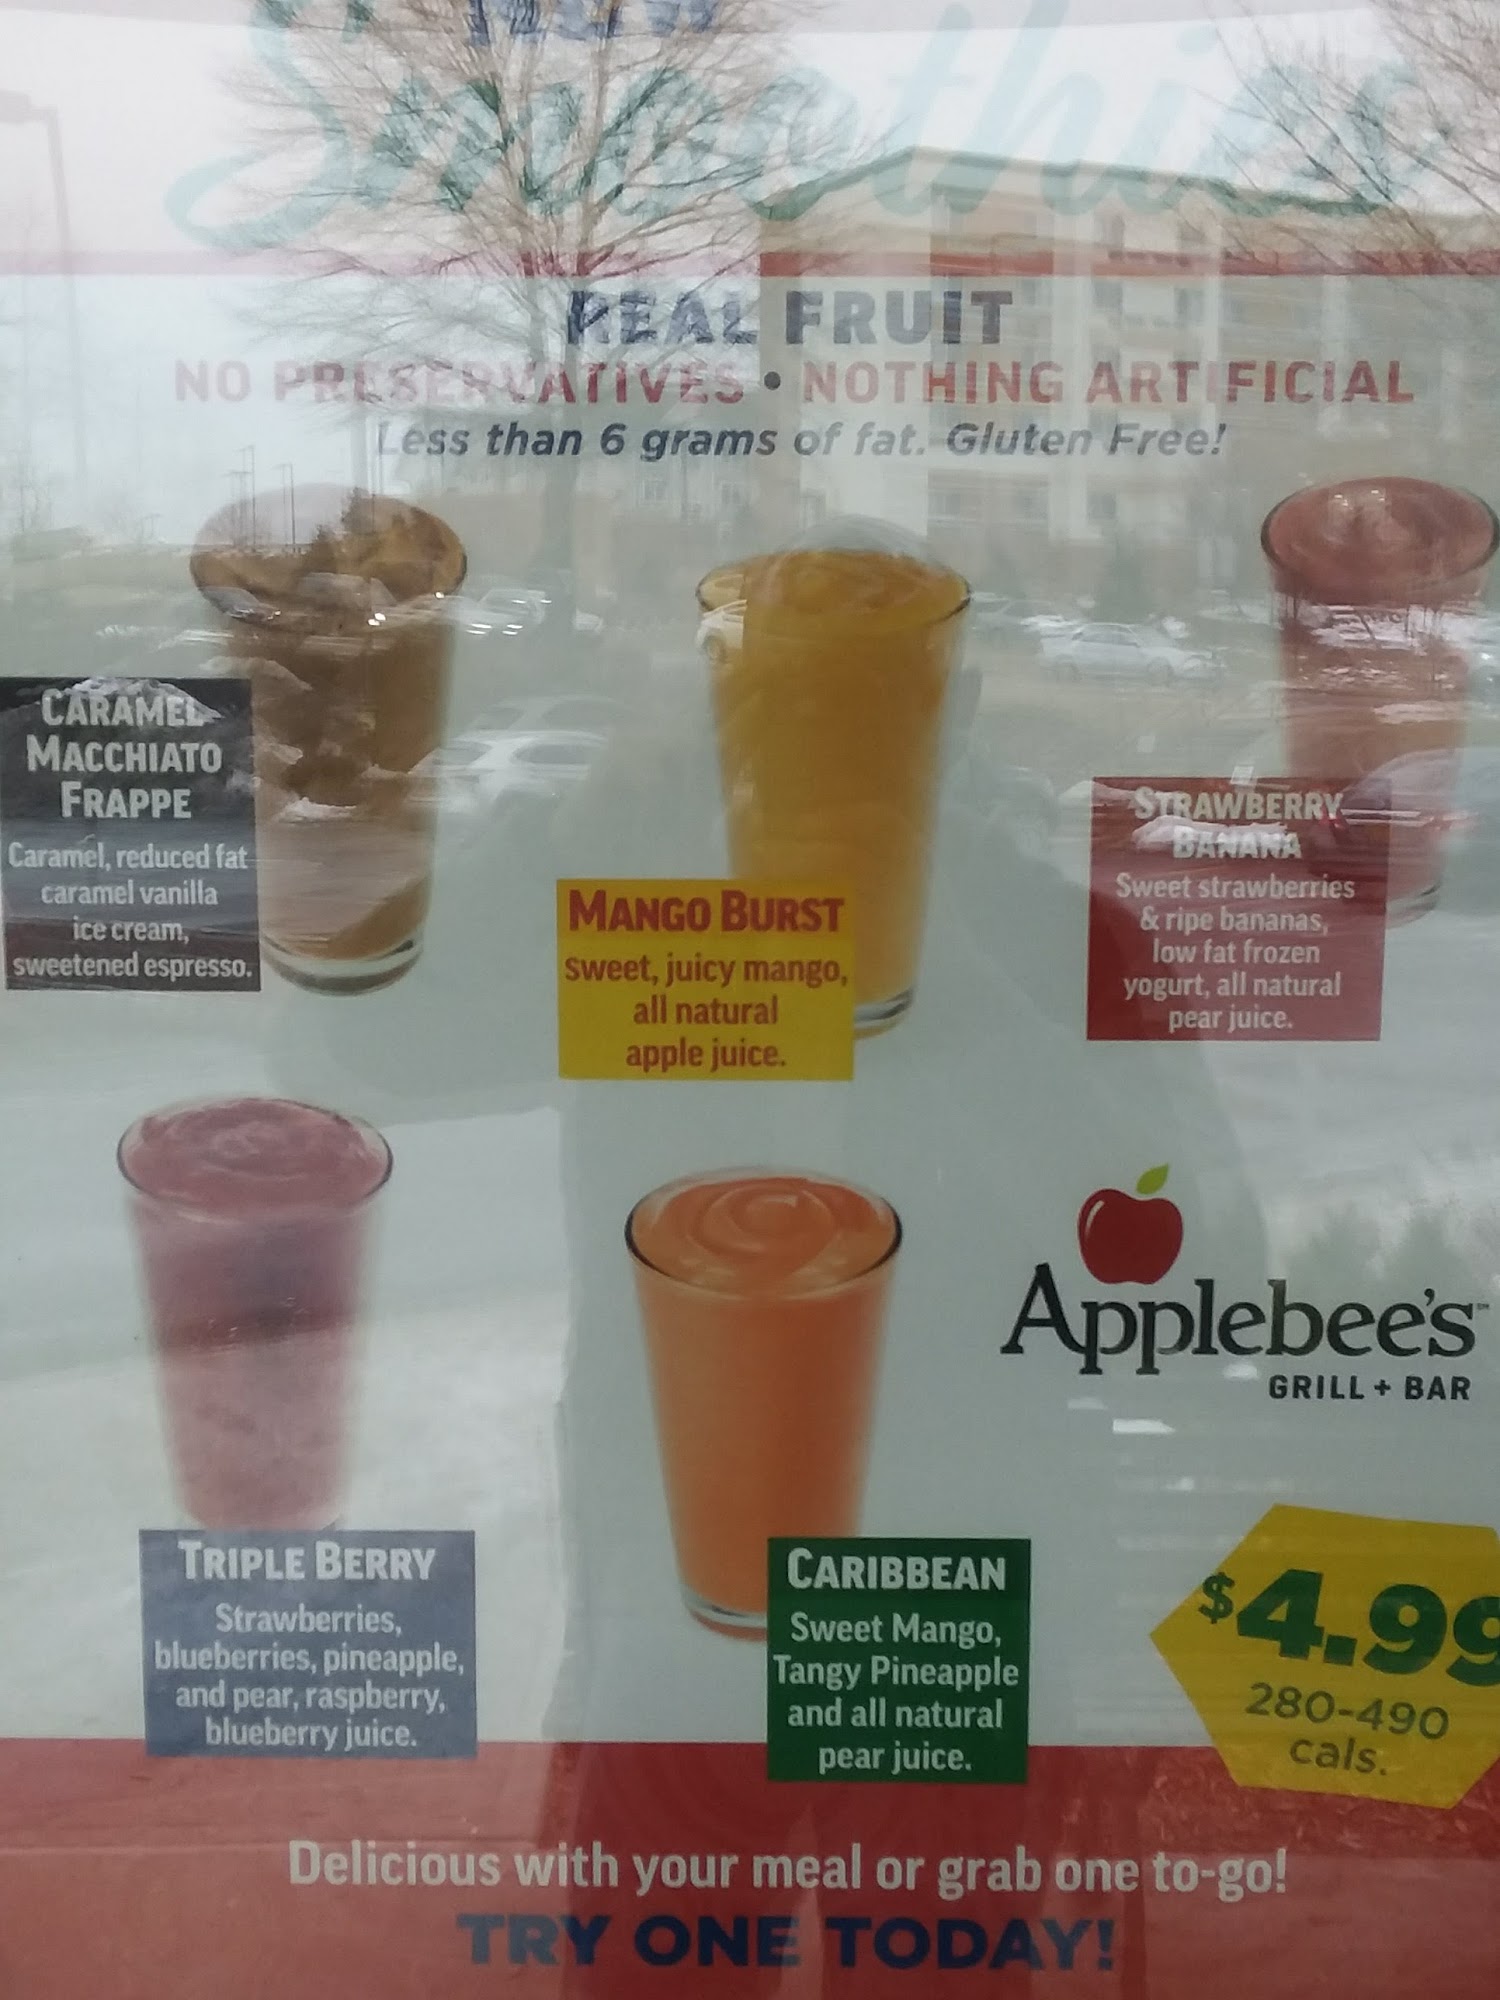 NEW
Smoothies
REAL FRUIT
NO PRESERVATIVES • NOTHING ARTIFICIAL
Less than 6 grams of fat. Gluten Free!
CARAMEL
MACCHIATO
FRAPPE
Caramel, reduced fat
caramel vanilla
ice cream,
sweetened espresso.
MANGO BURST
sweet, juicy mango,
all natural
apple juice.
STRAWBERRY
BANANA
Sweet strawberries
& ripe bananas,
low fat frozen
yogurt, all natural
pear juice.
TRIPLE BERRY
Strawberries,
blueberries, pineapple,
and pear, raspberry,
blueberry juice.
CARIBBEAN
Sweet Mango,
Tangy Pineapple
and all natural
pear juice.
Applebee's™
GRILL + BAR
$4.99
280-490
cals.
Delicious with your meal or grab one to-go!
TRY ONE TODAY!